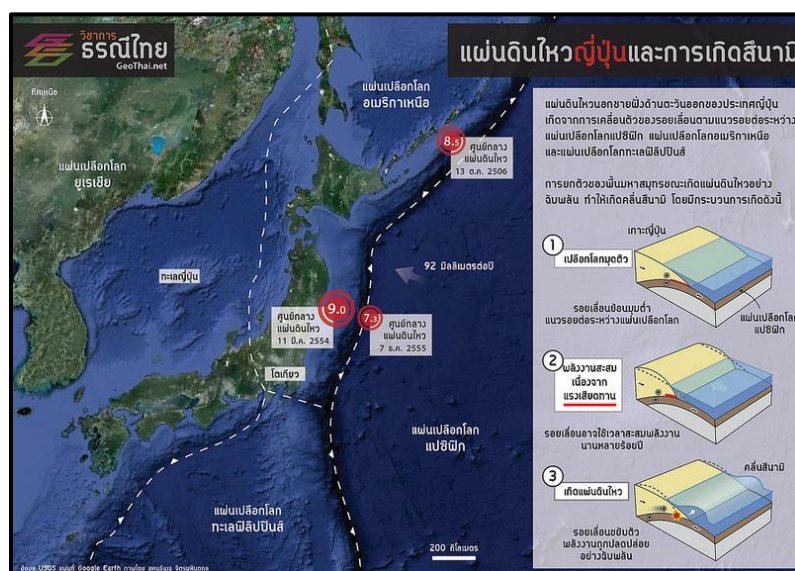 วิชาการ
ธรณีไทย
GeoThai.net
แผ่นดินไหวญี่ปุ่นและการเกิดสึนามิ
ทิศเหนือ
แผ่นเปลือกโลก
อเมริกาเหนือ
แผ่นเปลือกโลก
ยูเรเชีย
8.5
ศูนย์กลาง
แผ่นดินไหว
13 ต.ค. 2506
ทะเลญี่ปุ่น
92 มิลลิเมตรต่อปี
9.0
ศูนย์กลาง
แผ่นดินไหว
11 มี.ค. 2554
7.3
ศูนย์กลาง
แผ่นดินไหว
7 ธ.ค. 2555
โตเกียว
แผ่นเปลือกโลก
แปซิฟิก
แผ่นเปลือกโลก
ทะเลฟิลิปปินส์
200 กิโลเมตร
ข้อมูล USGS แผนที่ Google Earth
แผ่นดินไหวนอกชายฝั่งด้านตะวันออกของประเทศญี่ปุ่น
เกิดจากการเคลื่อนตัวของรอยเลื่อนตามแนวรอยต่อระหว่าง
แผ่นเปลือกโลกแปซิฟิก แผ่นเปลือกโลกอเมริกาเหนือ
และแผ่นเปลือกโลกทะเลฟิลิปปินส์
การยกตัวของพื้นมหาสมุทรขณะเกิดแผ่นดินไหวอย่าง
ฉับพลัน ทำให้เกิดคลื่นสึนามิ โดยมีกระบวนการเกิดดังนี้
เกาะญี่ปุ่น
1
เปลือกโลกมุดตัว
รอยเลื่อนย้อนมุมต่ำ
แนวรอยต่อระหว่างแผ่นเปลือกโลก
แผ่นเปลือกโลก
แปซิฟิก
2
พลังงานสะสม
เนื่องจาก
แรงเสียดทาน
รอยเลื่อนอาจใช้เวลาสะสมพลังงาน
นานหลายร้อยปี
3
เกิดแผ่นดินไหว
คลื่นสึนามิ
รอยเลื่อนขยับตัว
พลังงานถูกปลดปล่อย
อย่างฉับพลัน